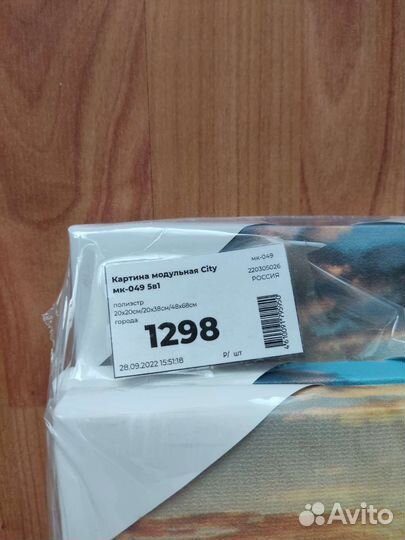 Картина модульная City
мк-049 5в1
мк-049
220305026
РОССИЯ
полиэстр
20х20см/20х38см/48х68см
города
1298
₽/ шт
28.09.2022 15:51:18
Avito